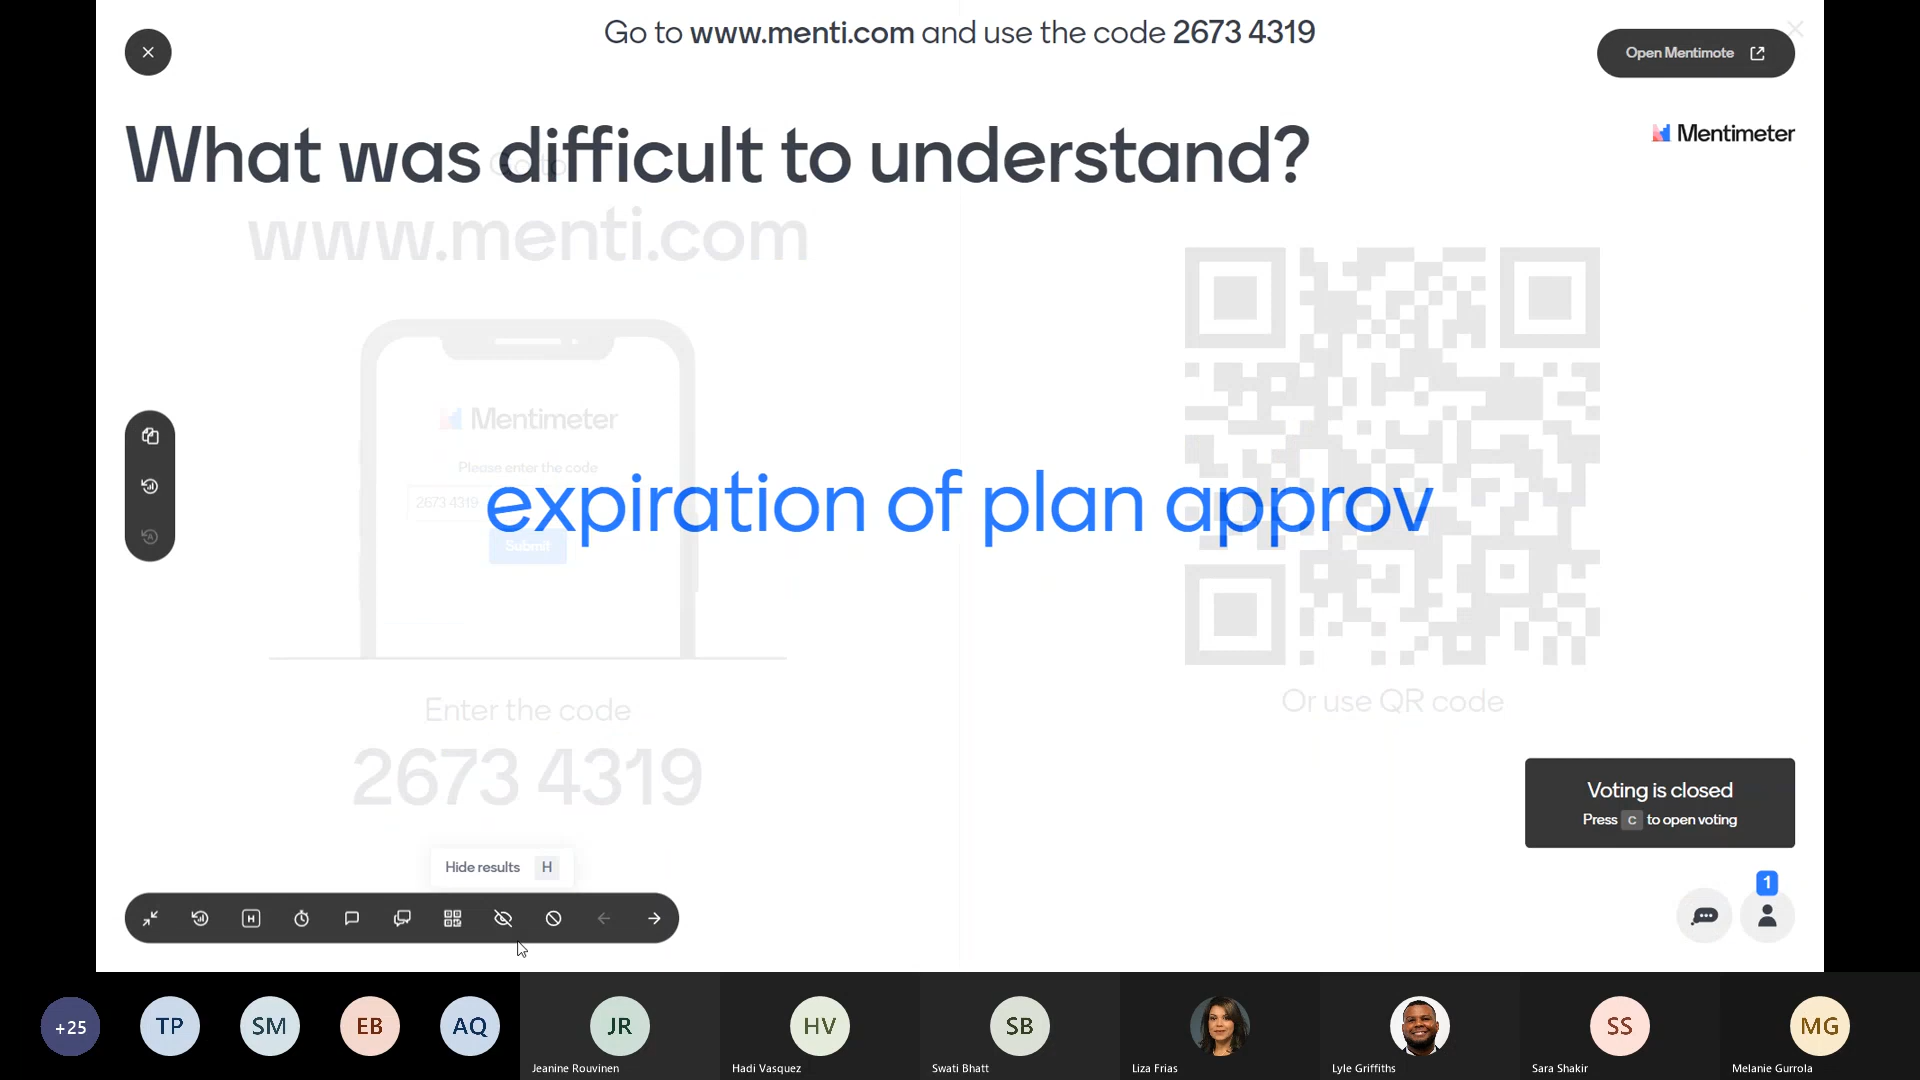 Go to www.menti.com and use the code 2673 4319
Open Mentimote
What was difficult to understand?
Mentimeter
Go to
www.menti.com
Mentimeter
Please enter the code
2673 4319
expiration of plan approv
Submit
Or use QR code
Enter the code
2673 4319
Voting is closed
Press C to open voting
Hide results H
H
1
+25
TP
SM
EB
AQ
JR
HV
SB
SS
MG
Jeanine Rouvinen
Hadi Vasquez
Swati Bhatt
Liza Frias
Lyle Griffiths
Sara Shakir
Melanie Gurrola